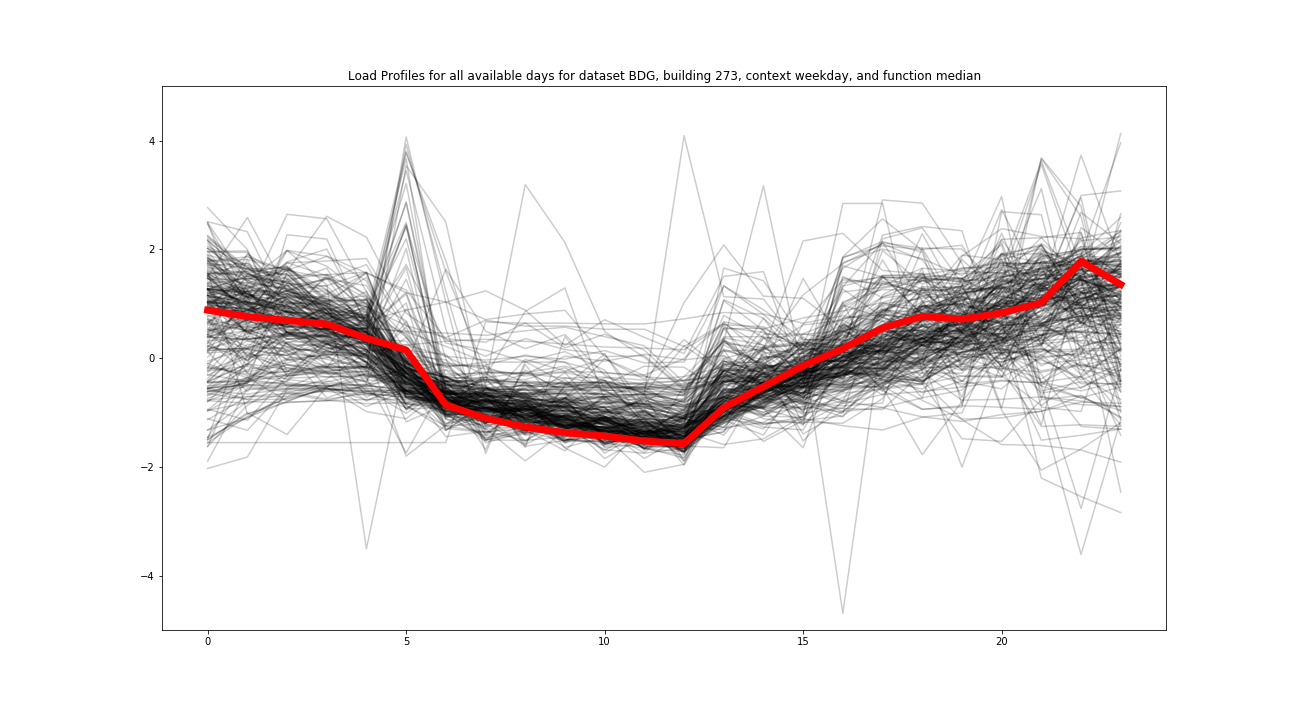 Load Profiles for all available days for dataset BDG, building 273, context weekday, and function median
4
2
0
−2
−4
0 5 10 15 20